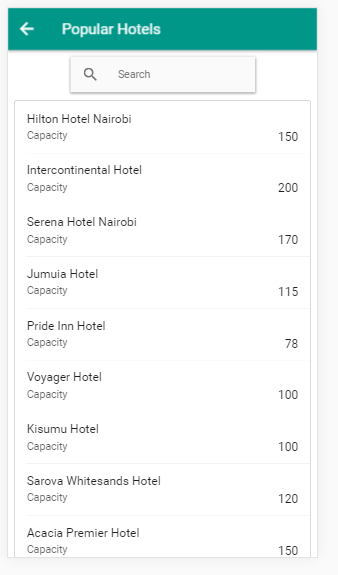 Popular Hotels
Search
Hilton Hotel Nairobi
Capacity 150
Intercontinental Hotel
Capacity 200
Serena Hotel Nairobi
Capacity 170
Jumuia Hotel
Capacity 115
Pride Inn Hotel
Capacity 78
Voyager Hotel
Capacity 100
Kisumu Hotel
Capacity 100
Sarova Whitesands Hotel
Capacity 120
Acacia Premier Hotel
Capacity 150